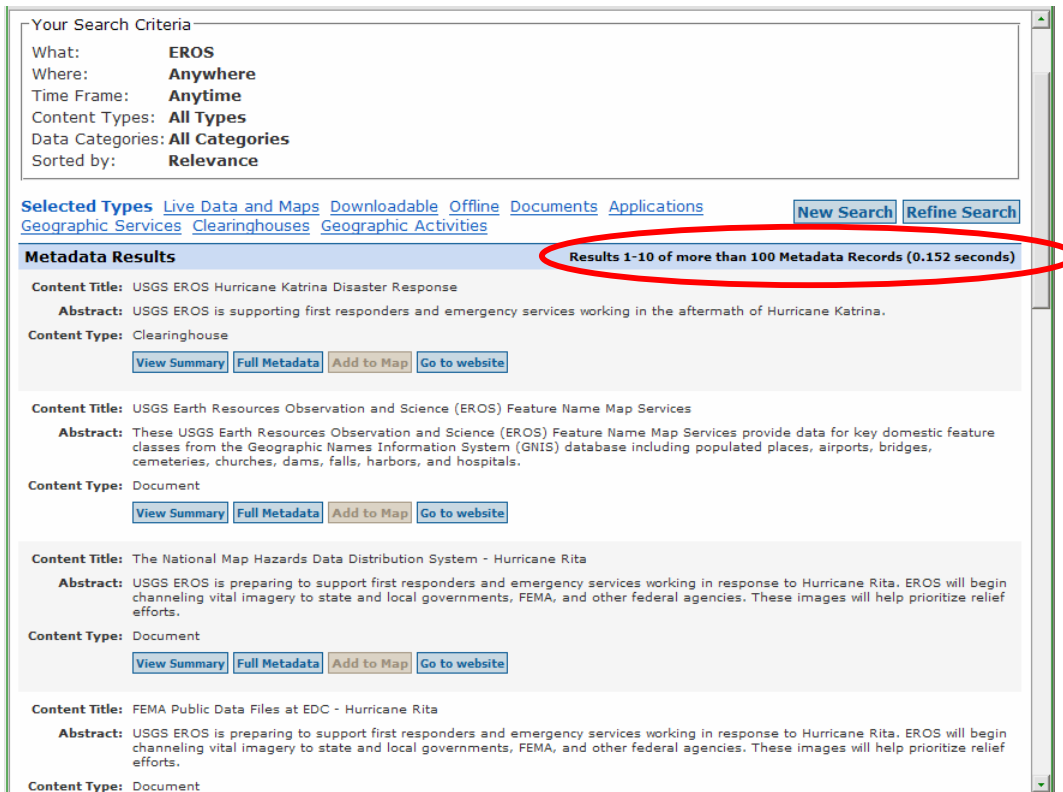 Your Search Criteria
What: EROS
Where: Anywhere
Time Frame: Anytime
Content Types: All Types
Data Categories: All Categories
Sorted by: Relevance
Selected Types Live Data and Maps Downloadable Offline Documents Applications
Geographic Services Clearinghouses Geographic Activities
New Search Refine Search
Metadata Results Results 1-10 of more than 100 Metadata Records (0.152 seconds)
Content Title: USGS EROS Hurricane Katrina Disaster Response
Abstract: USGS EROS is supporting first responders and emergency services working in the aftermath of Hurricane Katrina.
Content Type: Clearinghouse
View Summary Full Metadata Add to Map Go to website
Content Title: USGS Earth Resources Observation and Science (EROS) Feature Name Map Services
Abstract: These USGS Earth Resources Observation and Science (EROS) Feature Name Map Services provide data for key domestic feature
classes from the Geographic Names Information System (GNIS) database including populated places, airports, bridges,
cemeteries, churches, dams, falls, harbors, and hospitals.
Content Type: Document
View Summary Full Metadata Add to Map Go to website
Content Title: The National Map Hazards Data Distribution System - Hurricane Rita
Abstract: USGS EROS is preparing to support first responders and emergency services working in response to Hurricane Rita. EROS will begin
channeling vital imagery to state and local governments, FEMA, and other federal agencies. These images will help prioritize relief
efforts.
Content Type: Document
View Summary Full Metadata Add to Map Go to website
Content Title: FEMA Public Data Files at EDC - Hurricane Rita
Abstract: USGS EROS is preparing to support first responders and emergency services working in response to Hurricane Rita. EROS will begin
channeling vital imagery to state and local governments, FEMA, and other federal agencies. These images will help prioritize relief
efforts.
Content Type: Document